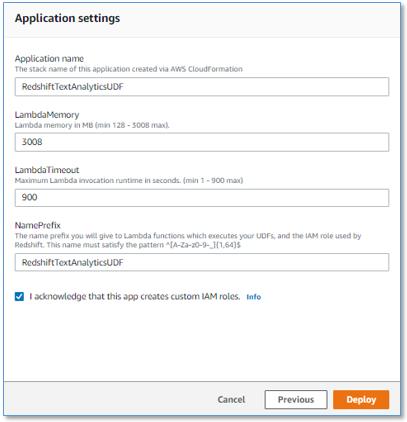 Application settings
Application name
The stack name of this application created via AWS CloudFormation
RedshiftTextAnalyticsUDF
LambdaMemory
Lambda memory in MB (min 128 - 3008 max).
3008
LambdaTimeout
Maximum Lambda invocation runtime in seconds. (min 1 - 900 max)
900
NamePrefix
The name prefix you will give to Lambda functions which executes your UDFs, and the IAM role used by
Redshift. This name must satisfy the pattern ^[A-Za-z0-9-_]{1,64}$
RedshiftTextAnalyticsUDF
I acknowledge that this app creates custom IAM roles. Info
Cancel Previous Deploy